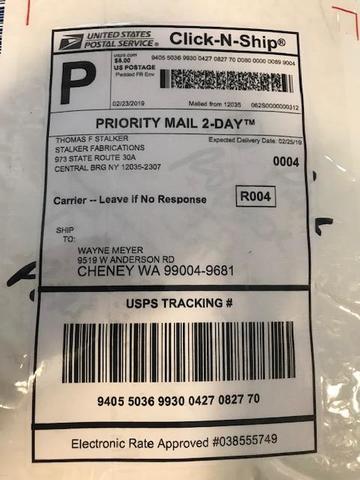 UNITED STATES
POSTAL SERVICE®
Click-N-Ship®
P
usps.com
$8.00
US POSTAGE
Padded FR Env
9405 5036 9930 0427 0827 70 0080 0000 0089 9004
02/23/2019
Mailed from 12035
062S0000000312
PRIORITY MAIL 2-DAY™
THOMAS F STALKER
STALKER FABRICATIONS
973 STATE ROUTE 30A
CENTRAL BRG NY 12035-2307
Expected Delivery Date: 02/25/19
0004
Carrier -- Leave if No Response
R004
SHIP
TO:
WAYNE MEYER
9519 W ANDERSON RD
CHENEY WA 99004-9681
USPS TRACKING #
9405 5036 9930 0427 0827 70
Electronic Rate Approved #038555749